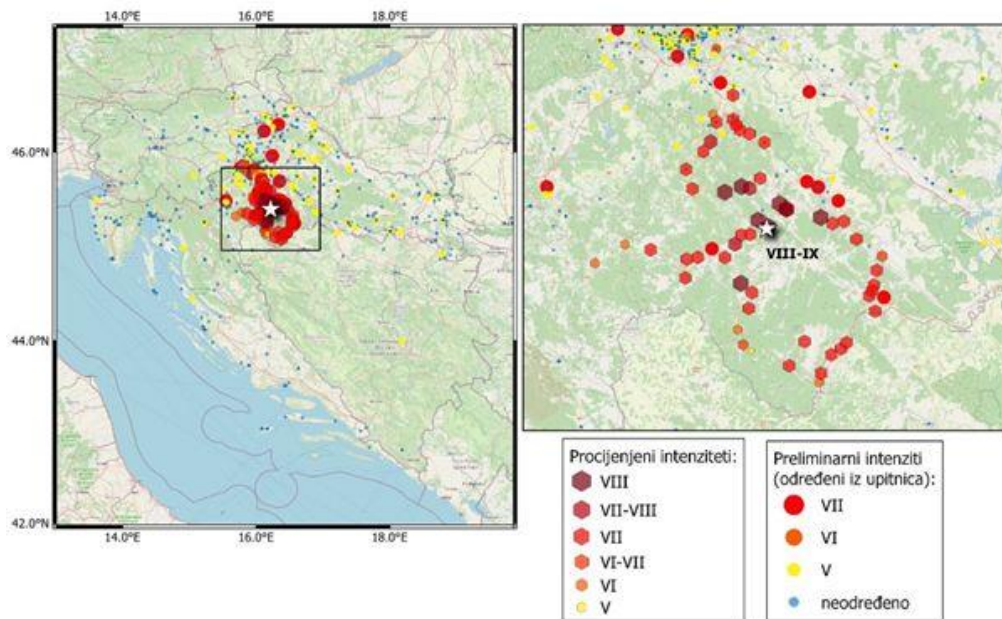 14.0°E 16.0°E 18.0°E
46.0°N
44.0°N
42.0°N
14.0°E 16.0°E 18.0°E
VIII-IX
Procijenjeni intenziteti:
VIII
VII-VIII
VII
VI-VII
VI
V
Preliminarni intenziti
(određeni iz upitnica):
VII
VI
V
neodređeno